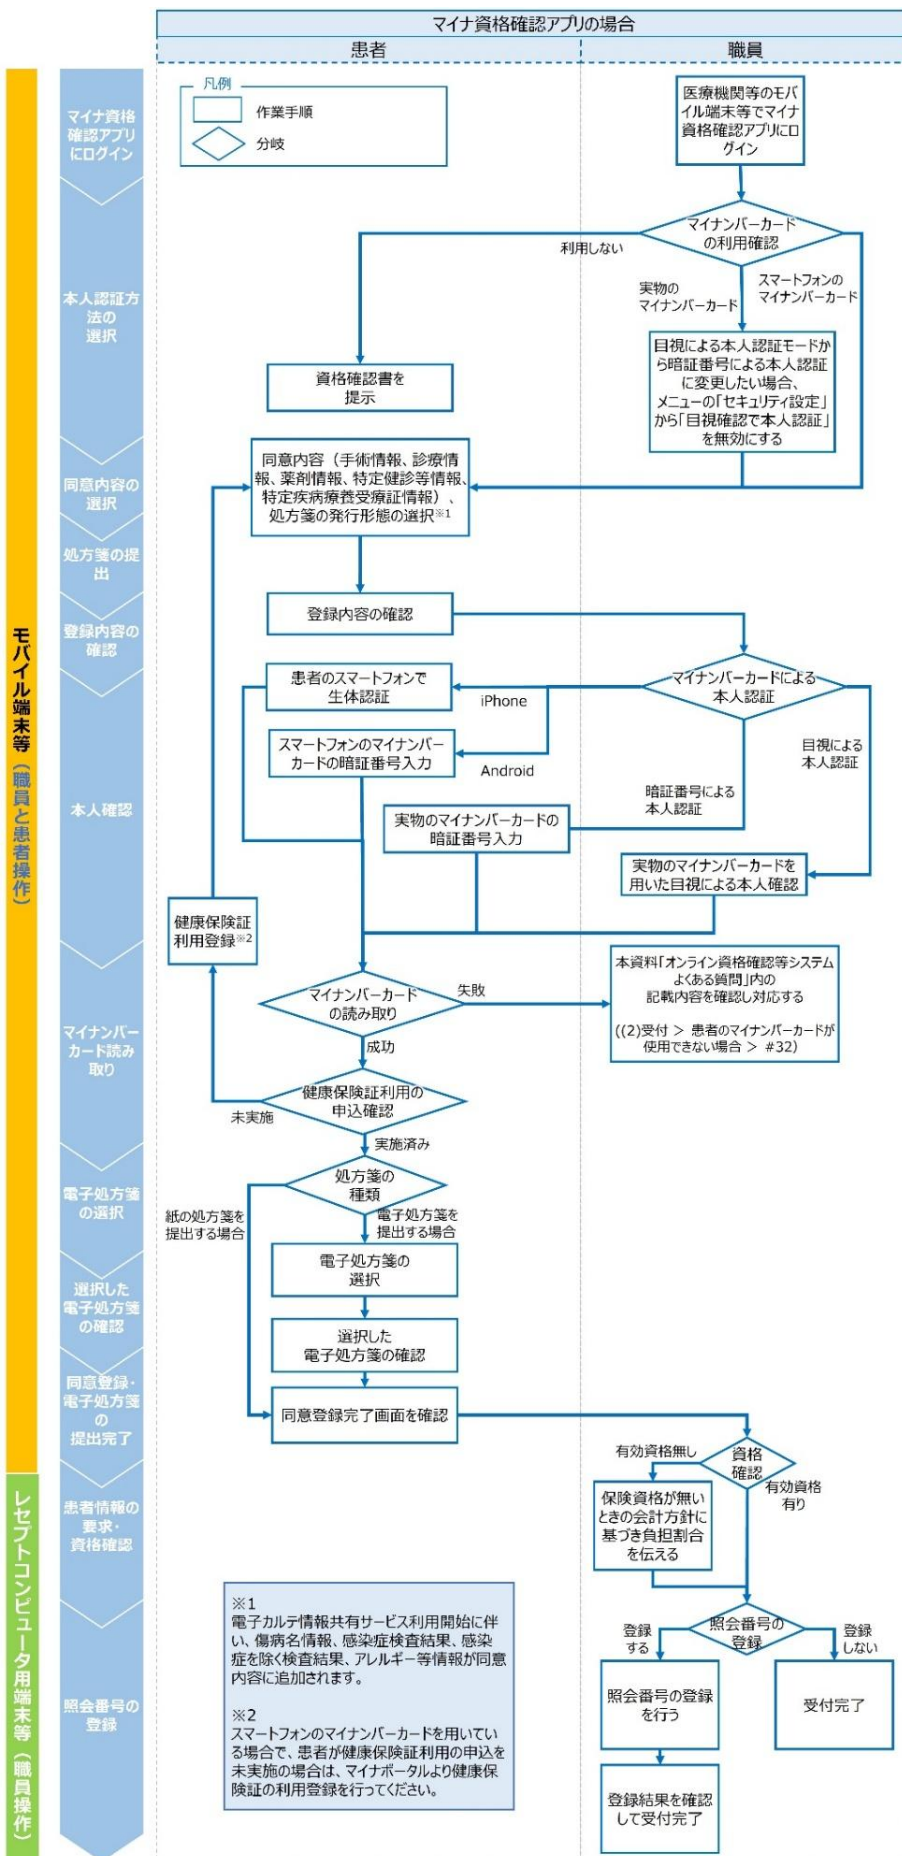 マイナ資格確認アプリの場合
患者
職員
モバイル端末等（職員と患者操作）
レセプトコンピュータ用端末等（職員操作）
マイナ資格
確認アプリ
にログイン
凡例
作業手順
分岐
医療機関等のモバ
イル端末等でマイナ
資格確認アプリにロ
グイン
本人認証方
法の
選択
マイナンバーカード
の利用確認
利用しない
実物の
マイナンバーカード
スマートフォンの
マイナンバーカード
資格確認書を
提示
目視による本人認証モードか
ら暗証番号による本人認証
に変更したい場合、
メニューの「セキュリティ設定」
から「目視確認で本人認証」
を無効にする
同意内容の
選択
同意内容（手術情報、診療情
報、薬剤情報、特定健診等情報、
特定疾病療養受療証情報）、
処方箋の発行形態の選択※1
処方箋の提
出
登録内容の
確認
登録内容の確認
本人確認
マイナンバーカードによる
本人認証
患者のスマートフォンで
生体認証
iPhone
スマートフォンのマイナンバー
カードの暗証番号入力
Android
目視による
本人認証
暗証番号による
本人認証
実物のマイナンバーカードの
暗証番号入力
実物のマイナンバーカードを
用いた目視による本人確認
健康保険証
利用登録※2
マイナンバー
カード読み
取り
マイナンバーカード
の読み取り
失敗
成功
本資料「オンライン資格確認等システム
よくある質問」内の
記載内容を確認し対応する
((2)受付 > 患者のマイナンバーカードが
使用できない場合 > #32)
健康保険証利用の
申込確認
未実施
実施済み
電子処方箋
の選択
処方箋の
種類
紙の処方箋を
提出する場合
電子処方箋を
提出する場合
電子処方箋の
選択
選択した
電子処方箋
の確認
選択した
電子処方箋の確認
同意登録・
電子処方箋
の
提出完了
同意登録完了画面を確認
患者情報の
要求・
資格確認
資格
確認
有効資格無し
有効資格
有り
保険資格が無い
ときの会計方針に
基づき負担割合
を伝える
照会番号の
登録
照会番号の
登録
登録
する
登録
しない
照会番号の登録
を行う
受付完了
登録結果を確認
して受付完了
※1
電子カルテ情報共有サービス利用開始に伴
い、傷病名情報、感染症検査結果、感染
症を除く検査結果、アレルギー等情報が同意
内容に追加されます。
※2
スマートフォンのマイナンバーカードを用いてい
る場合で、患者が健康保険証利用の申込を
未実施の場合は、マイナポータルより健康保
険証の利用登録を行ってください。